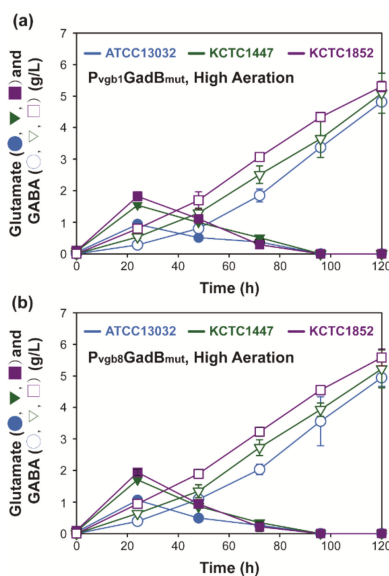 (a)
ATCC13032 KCTC1447 KCTC1852
Pvgb1GadBmut, High Aeration
Glutamate (●, ▼, ■) and
GABA (○, ▽, □) (g/L)
7
6
5
4
3
2
1
0
0 20 40 60 80 100 120
Time (h)
(b)
ATCC13032 KCTC1447 KCTC1852
Pvgb8GadBmut, High Aeration
Glutamate (●, ▼, ■) and
GABA (○, ▽, □) (g/L)
7
6
5
4
3
2
1
0
0 20 40 60 80 100 120
Time (h)